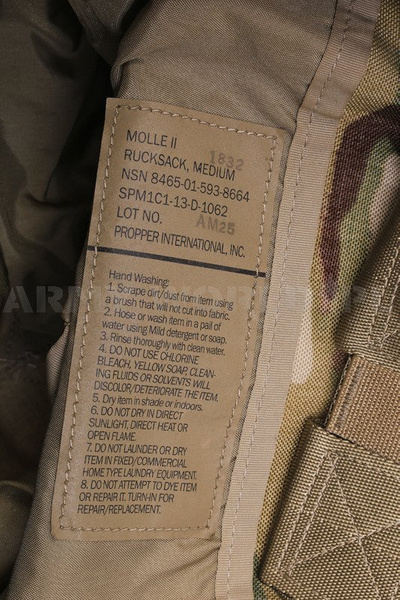 MOLLE II
1832
RUCKSACK, MEDIUM
NSN 8465-01-593-8664
SPM1C1-13-D-1062
LOT NO. AM25
PROPPER INTERNATIONAL, INC.
Hand Washing:
1. Scrape dirt/dust from item using
a brush that will not cut into fabric.
2. Hose or wash item in a pail of
water using Mild detergent or soap.
3. Rinse thoroughly with clean water.
4. DO NOT USE CHLORINE
BLEACH, YELLOW SOAP, CLEAN-
ING FLUIDS OR SOLVENTS WILL
DISCOLOR/DETERIORATE THE ITEM.
5. Dry item in shade or indoors.
6. DO NOT DRY IN DIRECT
SUNLIGHT, DIRECT HEAT OR
OPEN FLAME.
7. DO NOT LAUNDER OR DRY
ITEM IN FIXED/COMMERCIAL
HOME TYPE LAUNDRY EQUIPMENT.
8. DO NOT ATTEMPT TO DYE ITEM
OR REPAIR IT. TURN-IN FOR
REPAIR/REPLACEMENT.